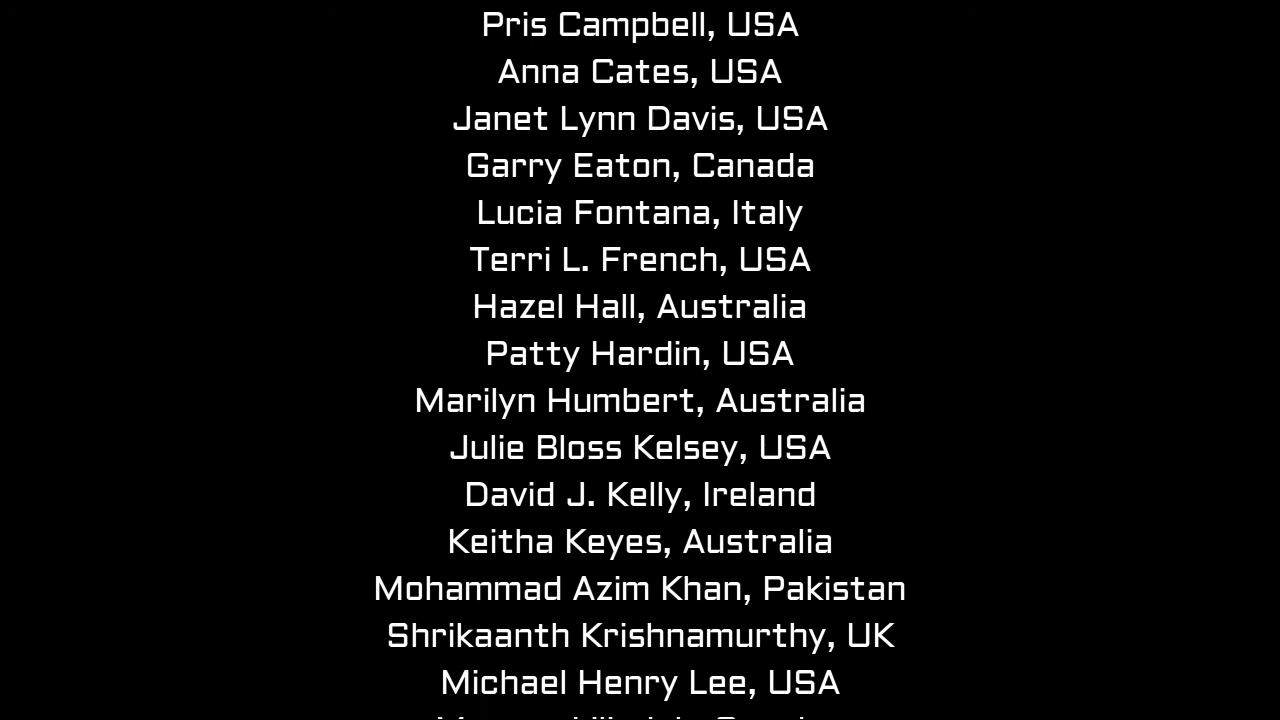 Pris Campbell, USA
Anna Cates, USA
Janet Lynn Davis, USA
Garry Eaton, Canada
Lucia Fontana, Italy
Terri L. French, USA
Hazel Hall, Australia
Patty Hardin, USA
Marilyn Humbert, Australia
Julie Bloss Kelsey, USA
David J. Kelly, Ireland
Keitha Keyes, Australia
Mohammad Azim Khan, Pakistan
Shrikaanth Krishnamurthy, UK
Michael Henry Lee, USA